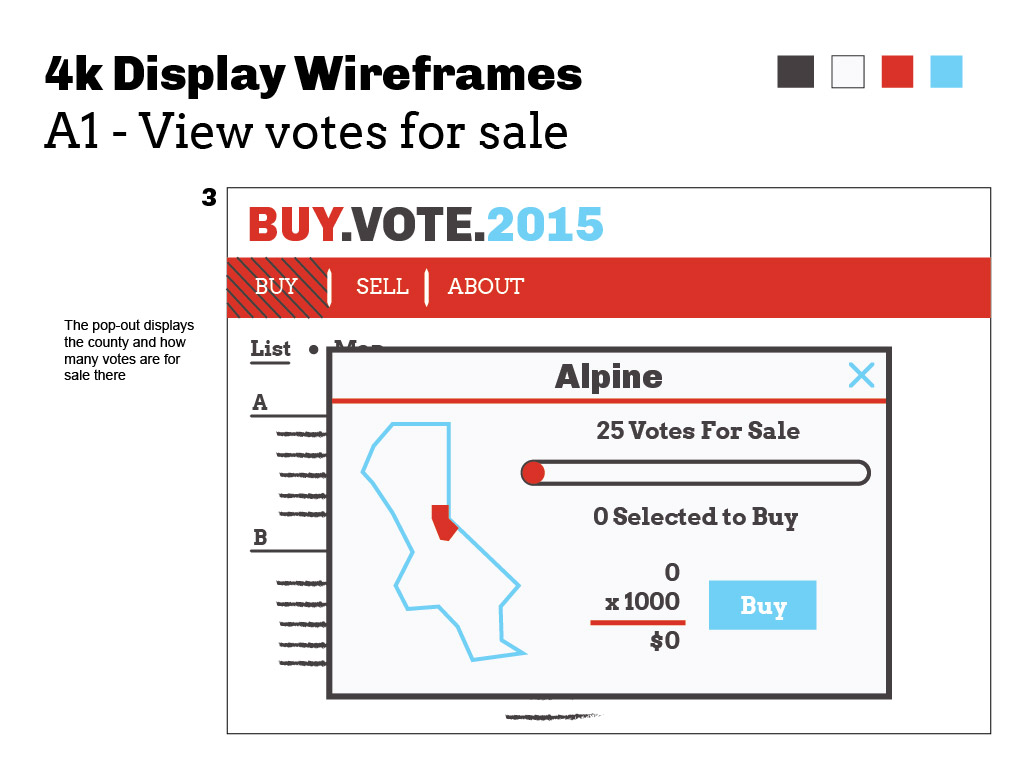 4k Display Wireframes
A1 - View votes for sale
3
BUY.VOTE.2015
BUY
SELL
ABOUT
The pop-out displays
the county and how
many votes are for
sale there
List • Map
A
B
Alpine
25 Votes For Sale
0 Selected to Buy
0
x 1000
$0
Buy